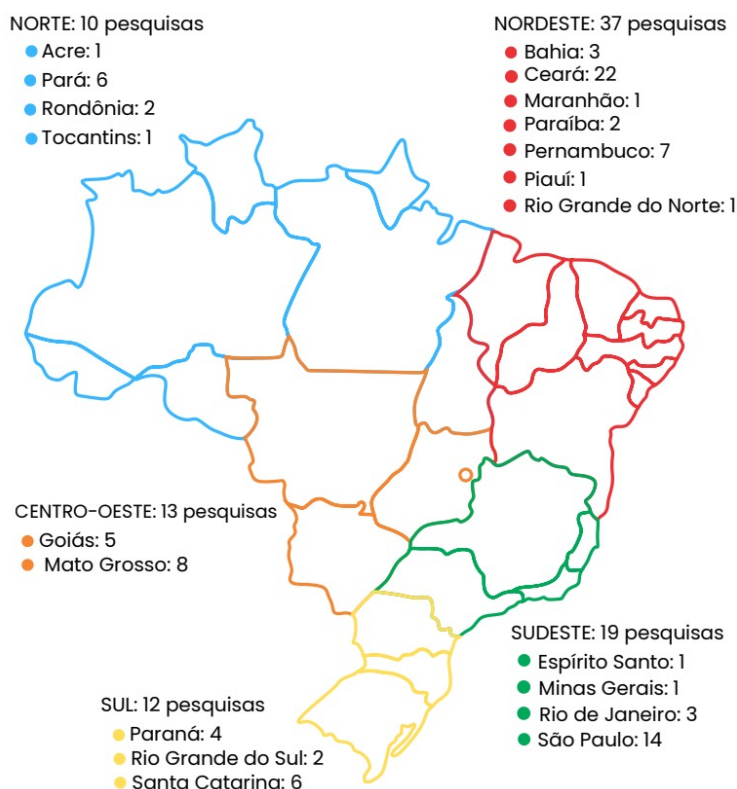 NORTE: 10 pesquisas
Acre: 1
Pará: 6
Rondônia: 2
Tocantins: 1
NORDESTE: 37 pesquisas
Bahia: 3
Ceará: 22
Maranhão: 1
Paraíba: 2
Pernambuco: 7
Piauí: 1
Rio Grande do Norte: 1
CENTRO-OESTE: 13 pesquisas
Goiás: 5
Mato Grosso: 8
SUDESTE: 19 pesquisas
Espírito Santo: 1
Minas Gerais: 1
Rio de Janeiro: 3
São Paulo: 14
SUL: 12 pesquisas
Paraná: 4
Rio Grande do Sul: 2
Santa Catarina: 6